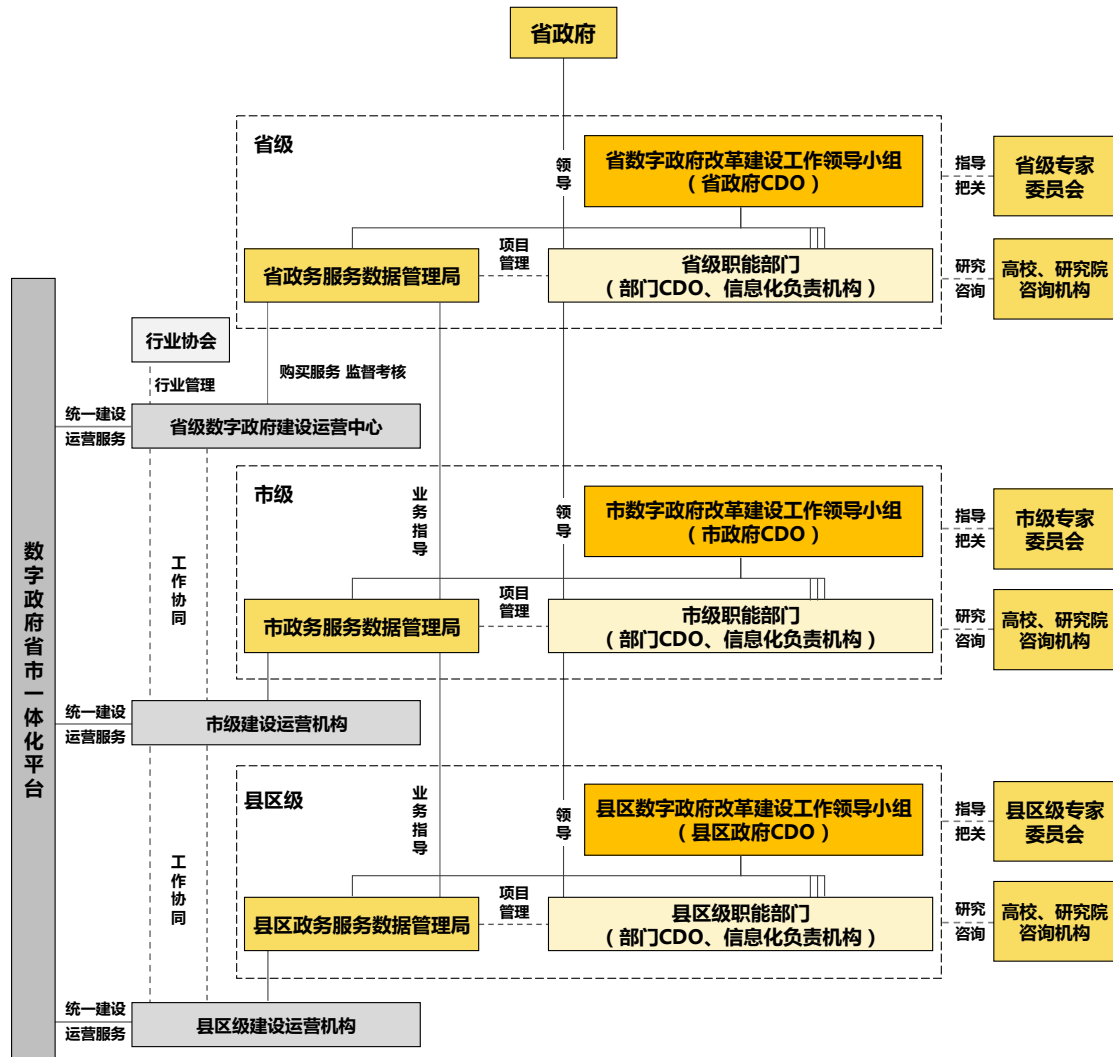 省政府
省级
领导
省数字政府改革建设工作领导小组
（省政府CDO）
指导
把关
省级专家
委员会
省政务服务数据管理局
项目
管理
省级职能部门
（部门CDO、信息化负责机构）
研究
咨询
高校、研究院
咨询机构
行业协会
行业管理
购买服务 监督考核
统一建设
运营服务
省级数字政府建设运营中心
数字政府省市一体化平台
工作协同
业务指导
市级
领导
市数字政府改革建设工作领导小组
（市政府CDO）
指导
把关
市级专家
委员会
市政务服务数据管理局
项目
管理
市级职能部门
（部门CDO、信息化负责机构）
研究
咨询
高校、研究院
咨询机构
统一建设
运营服务
市级建设运营机构
工作协同
业务指导
县区级
领导
县区数字政府改革建设工作领导小组
（县区政府CDO）
指导
把关
县区级专家
委员会
县区政务服务数据管理局
项目
管理
县区级职能部门
（部门CDO、信息化负责机构）
研究
咨询
高校、研究院
咨询机构
统一建设
运营服务
县区级建设运营机构